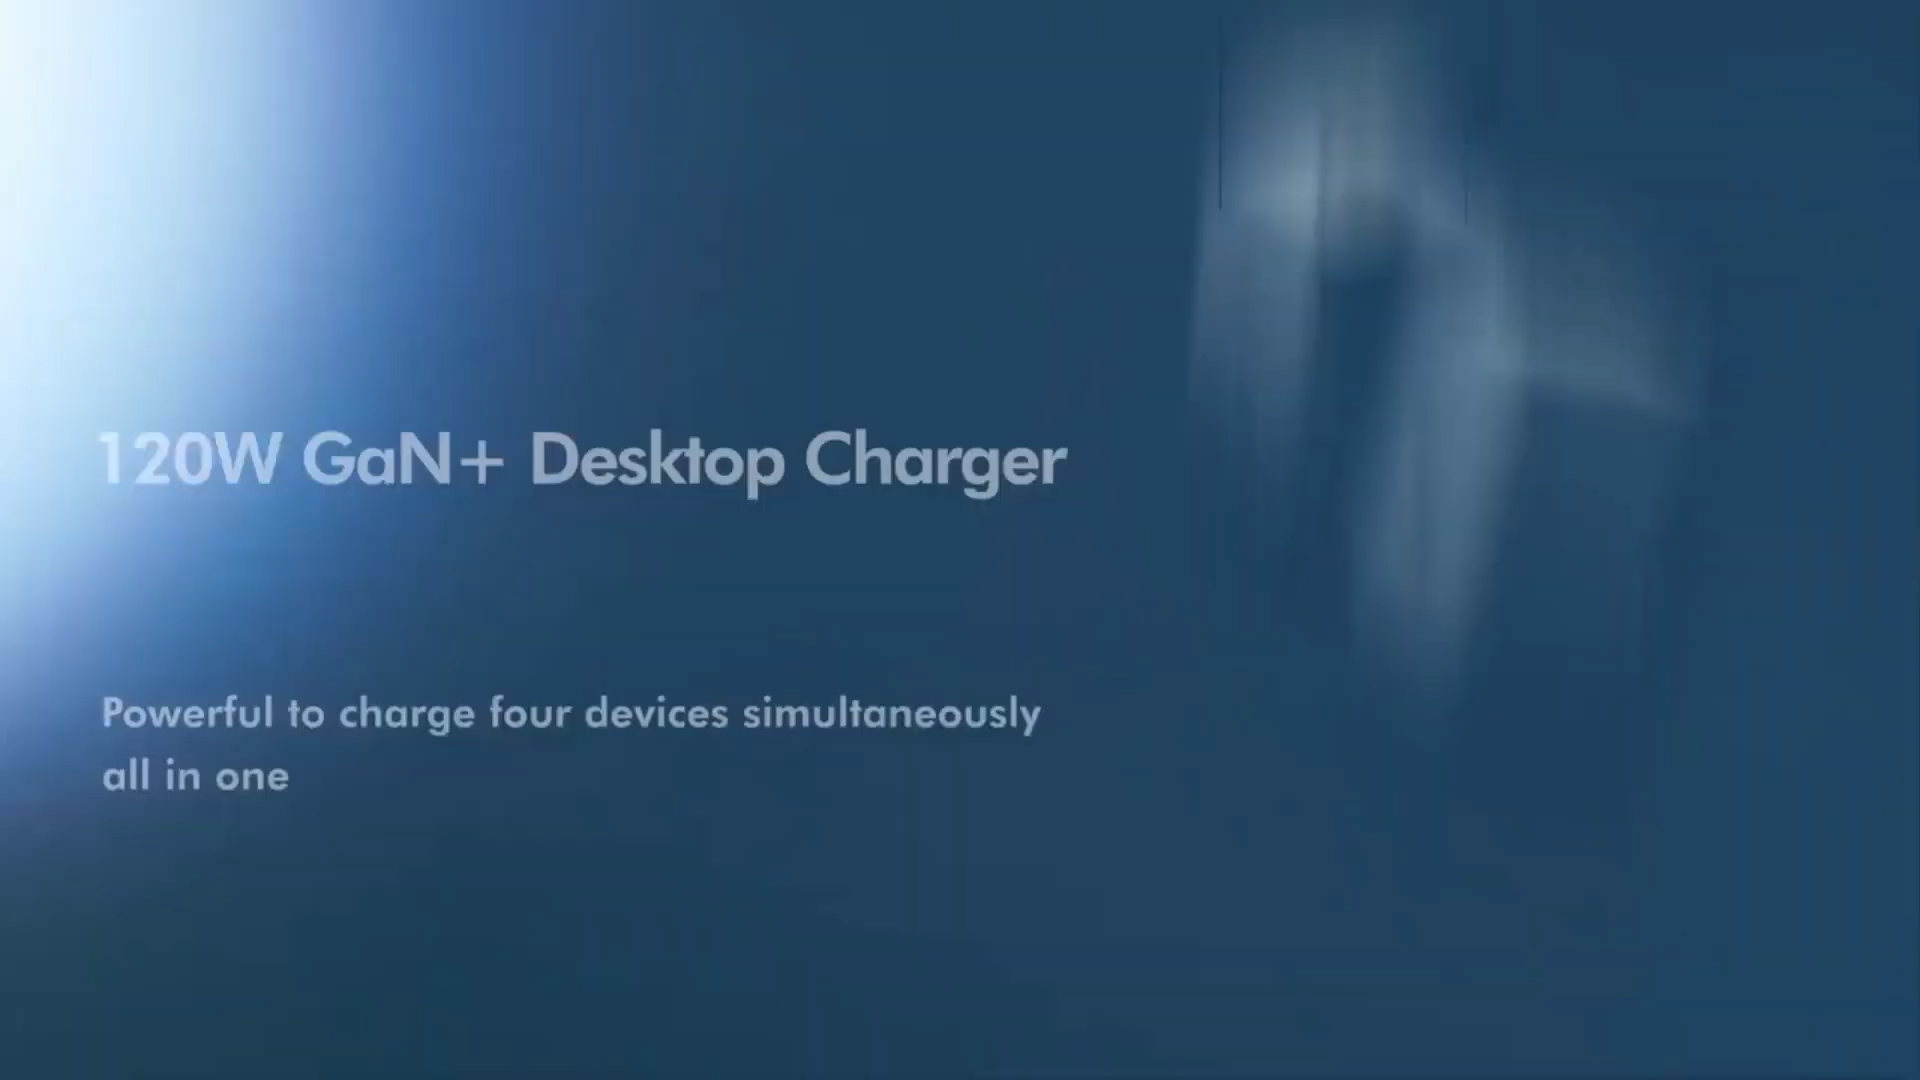 120W GaN+ Desktop Charger
Powerful to charge four devices simultaneously
all in one